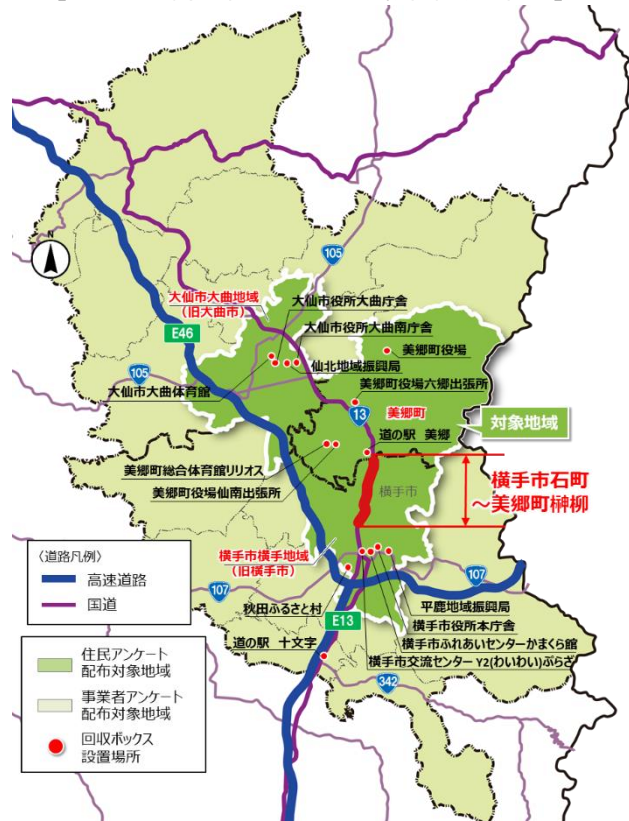 N
105
大仙市大曲地域
（旧大曲市）
大仙市役所大曲庁舎
大仙市役所大曲南庁舎
E46
仙北地域振興局
美郷町役場
105
大仙市大曲体育館
美郷町役場六郷出張所
13
美郷町
道の駅 美郷
対象地域
美郷町総合体育館リリオス
美郷町役場仙南出張所
横手市
横手市石町
～美郷町榊柳
〈道路凡例〉
高速道路
国道
横手市横手地域
（旧横手市）
107
107
秋田ふるさと村
平鹿地域振興局
E13
横手市役所本庁舎
道の駅 十文字
横手市ふれあいセンターかまくら館
横手市交流センター Y2(わいわい)ぷらざ
342
住民アンケート
配布対象地域
事業者アンケート
配布対象地域
回収ボックス
設置場所